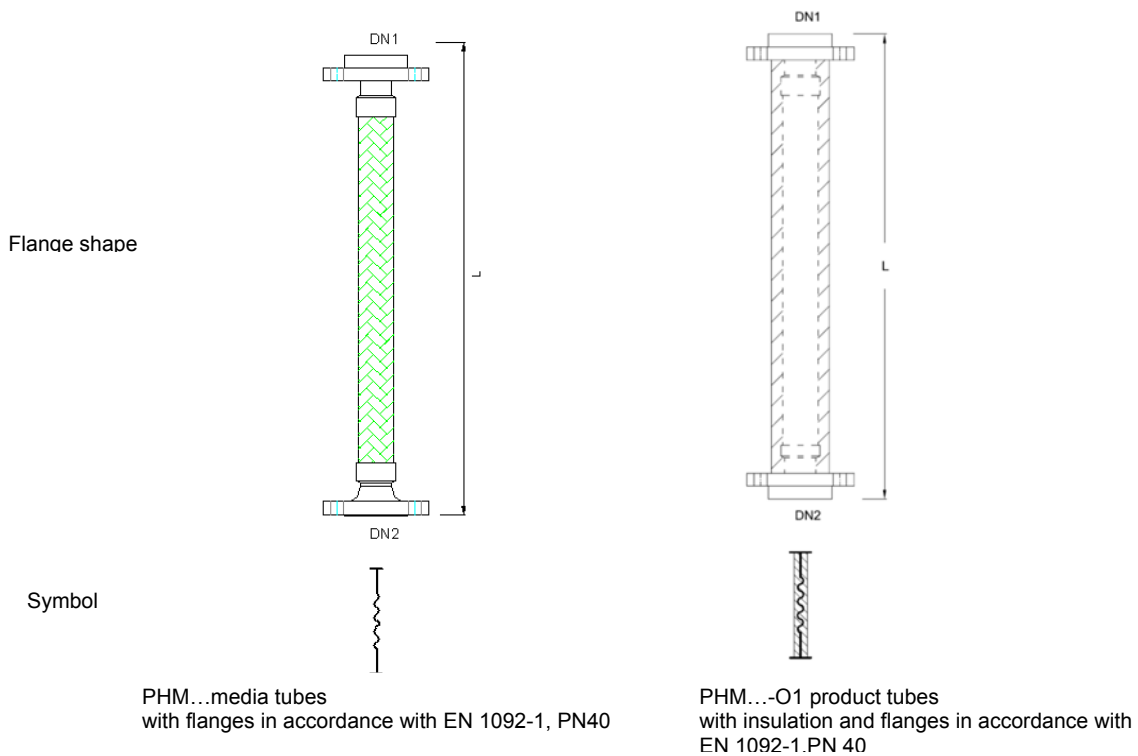 DN1
DN1
Flange shape
L
L
DN2
DN2
Symbol
PHM...media tubes
with flanges in accordance with EN 1092-1, PN40
PHM...-O1 product tubes
with insulation and flanges in accordance with
EN 1092-1,PN 40